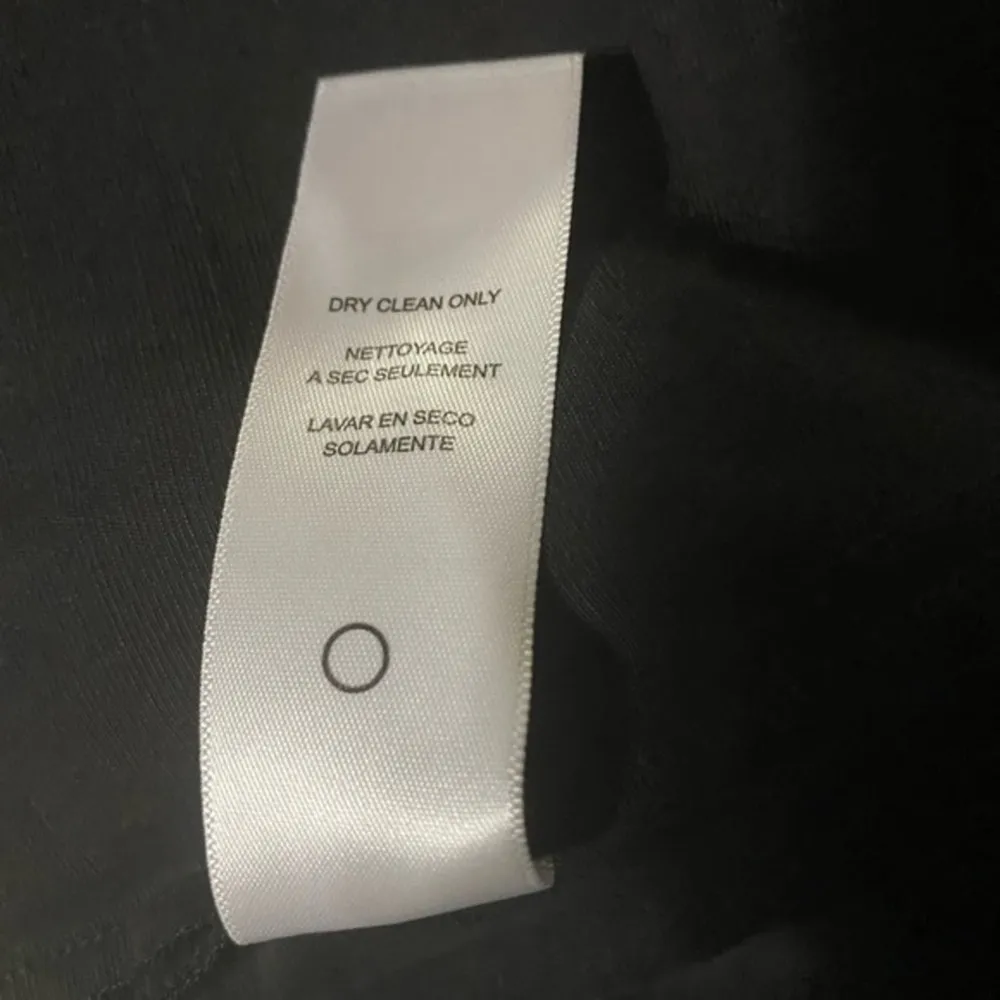 DRY CLEAN ONLY
NETTOYAGE
A SEC SEULEMENT
LAVAR EN SECO
SOLAMENTE